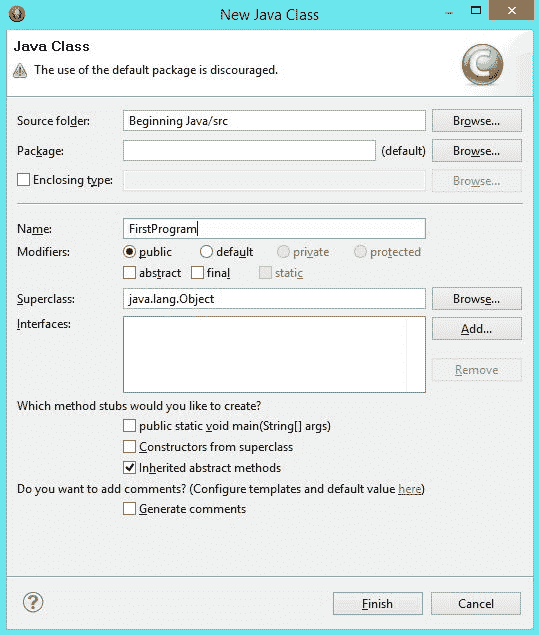 New Java Class
Java Class
The use of the default package is discouraged.
Source folder: Beginning Java/src Browse...
Package: (default) Browse...
Enclosing type: Browse...
Name: FirstProgram
Modifiers: public default private protected
abstract final static
Superclass: java.lang.Object Browse...
Interfaces: Add...
Remove
Which method stubs would you like to create?
public static void main(String[] args)
Constructors from superclass
Inherited abstract methods
Do you want to add comments? (Configure templates and default value here)
Generate comments
? Finish Cancel